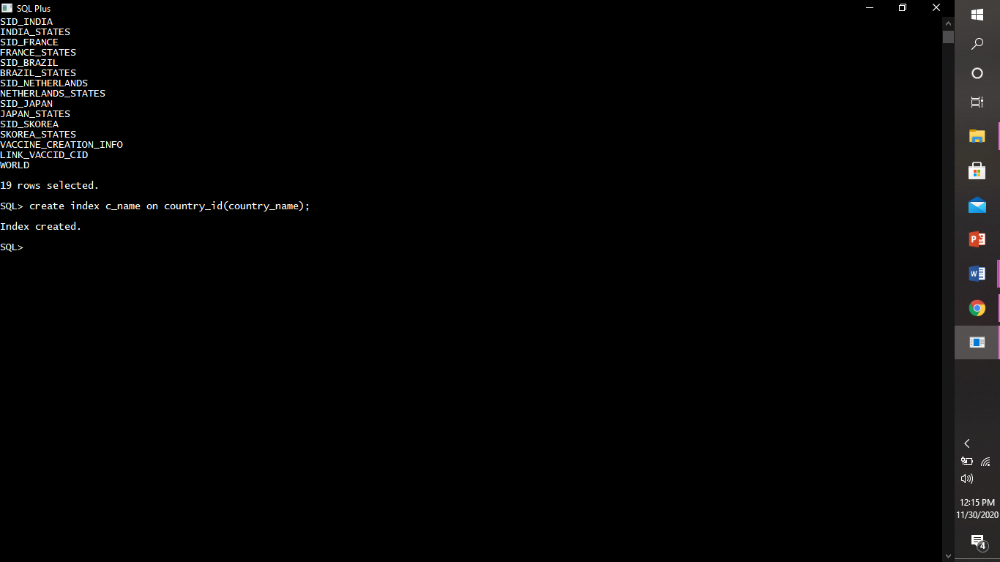 SQL Plus
SID_INDIA
INDIA_STATES
SID_FRANCE
FRANCE_STATES
SID_BRAZIL
BRAZIL_STATES
SID_NETHERLANDS
NETHERLANDS_STATES
SID_JAPAN
JAPAN_STATES
SID_SKOREA
SKOREA_STATES
VACCINE_CREATION_INFO
LINK_VACCID_CID
WORLD
19 rows selected.
SQL> create index c_name on country_id(country_name);
Index created.
SQL>
12:15 PM
11/30/2020
4